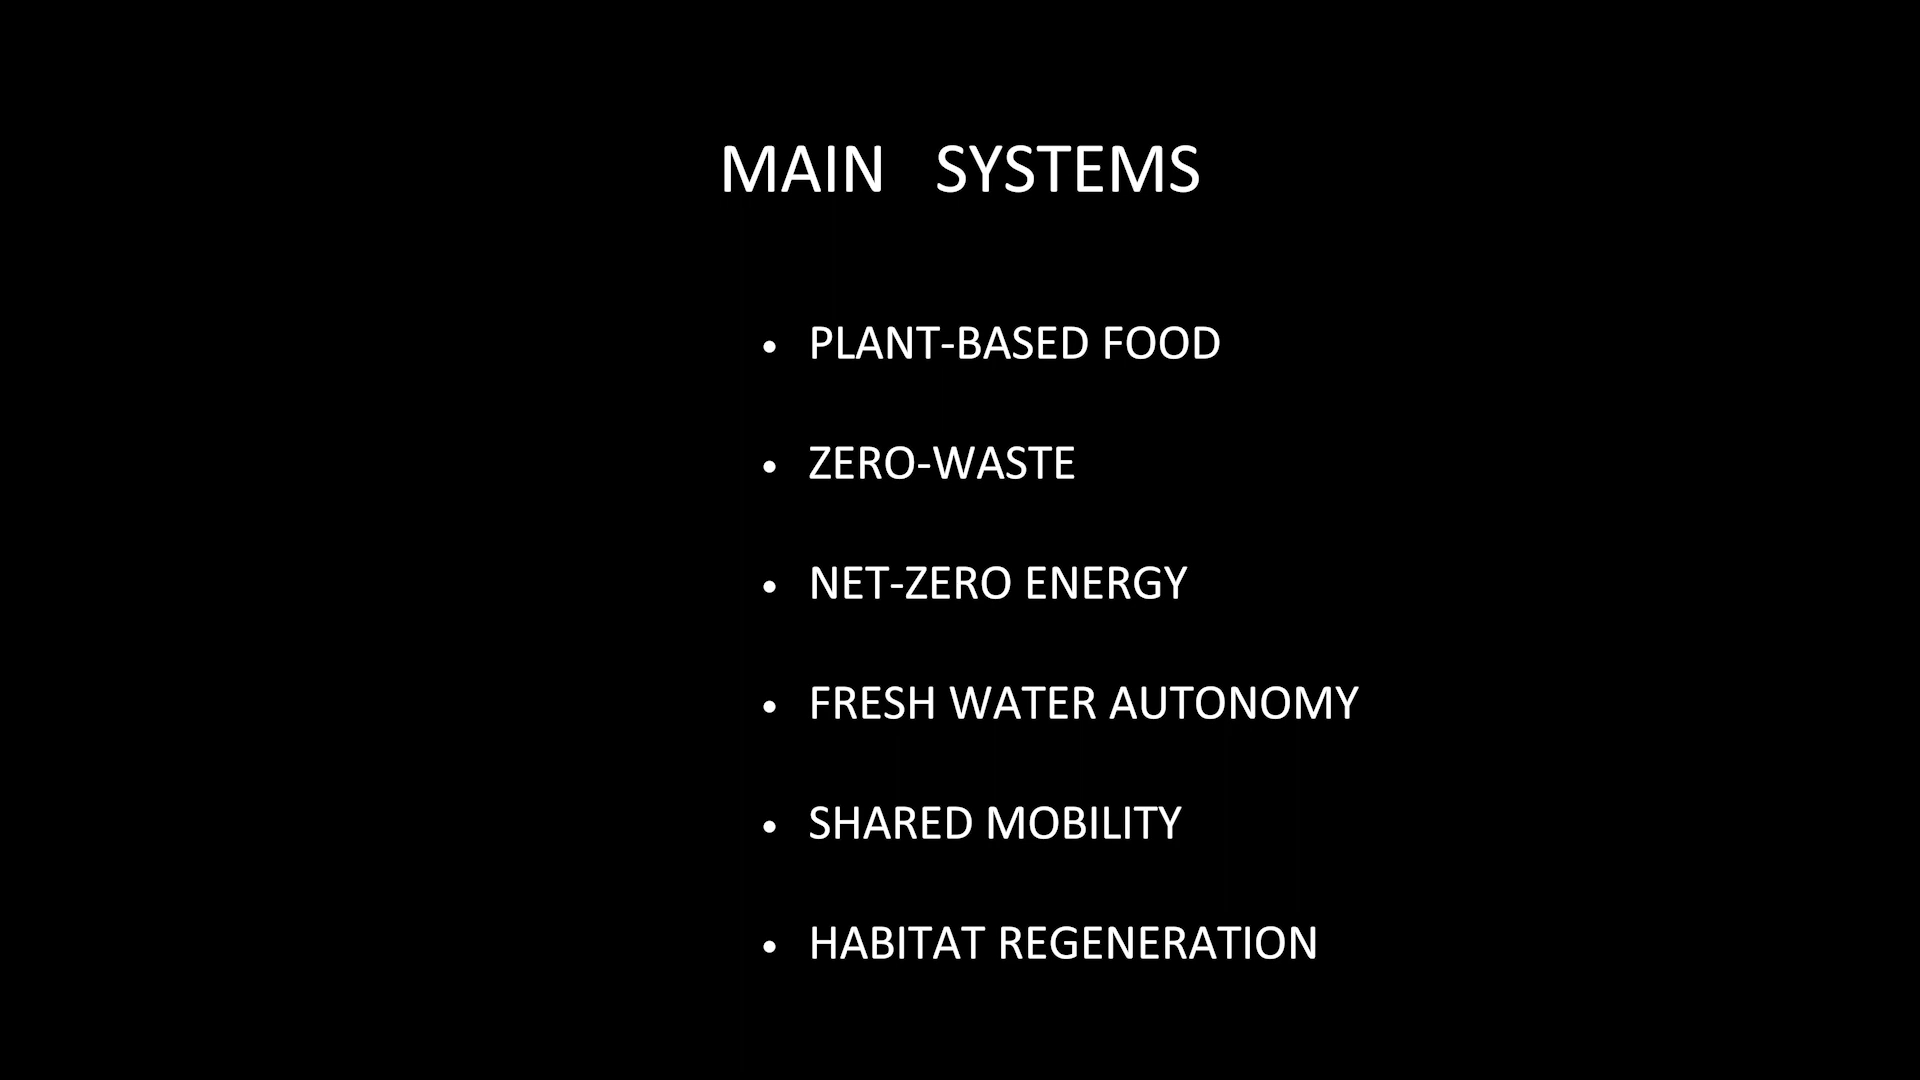 MAIN SYSTEMS
• PLANT-BASED FOOD
• ZERO-WASTE
• NET-ZERO ENERGY
• FRESH WATER AUTONOMY
• SHARED MOBILITY
• HABITAT REGENERATION